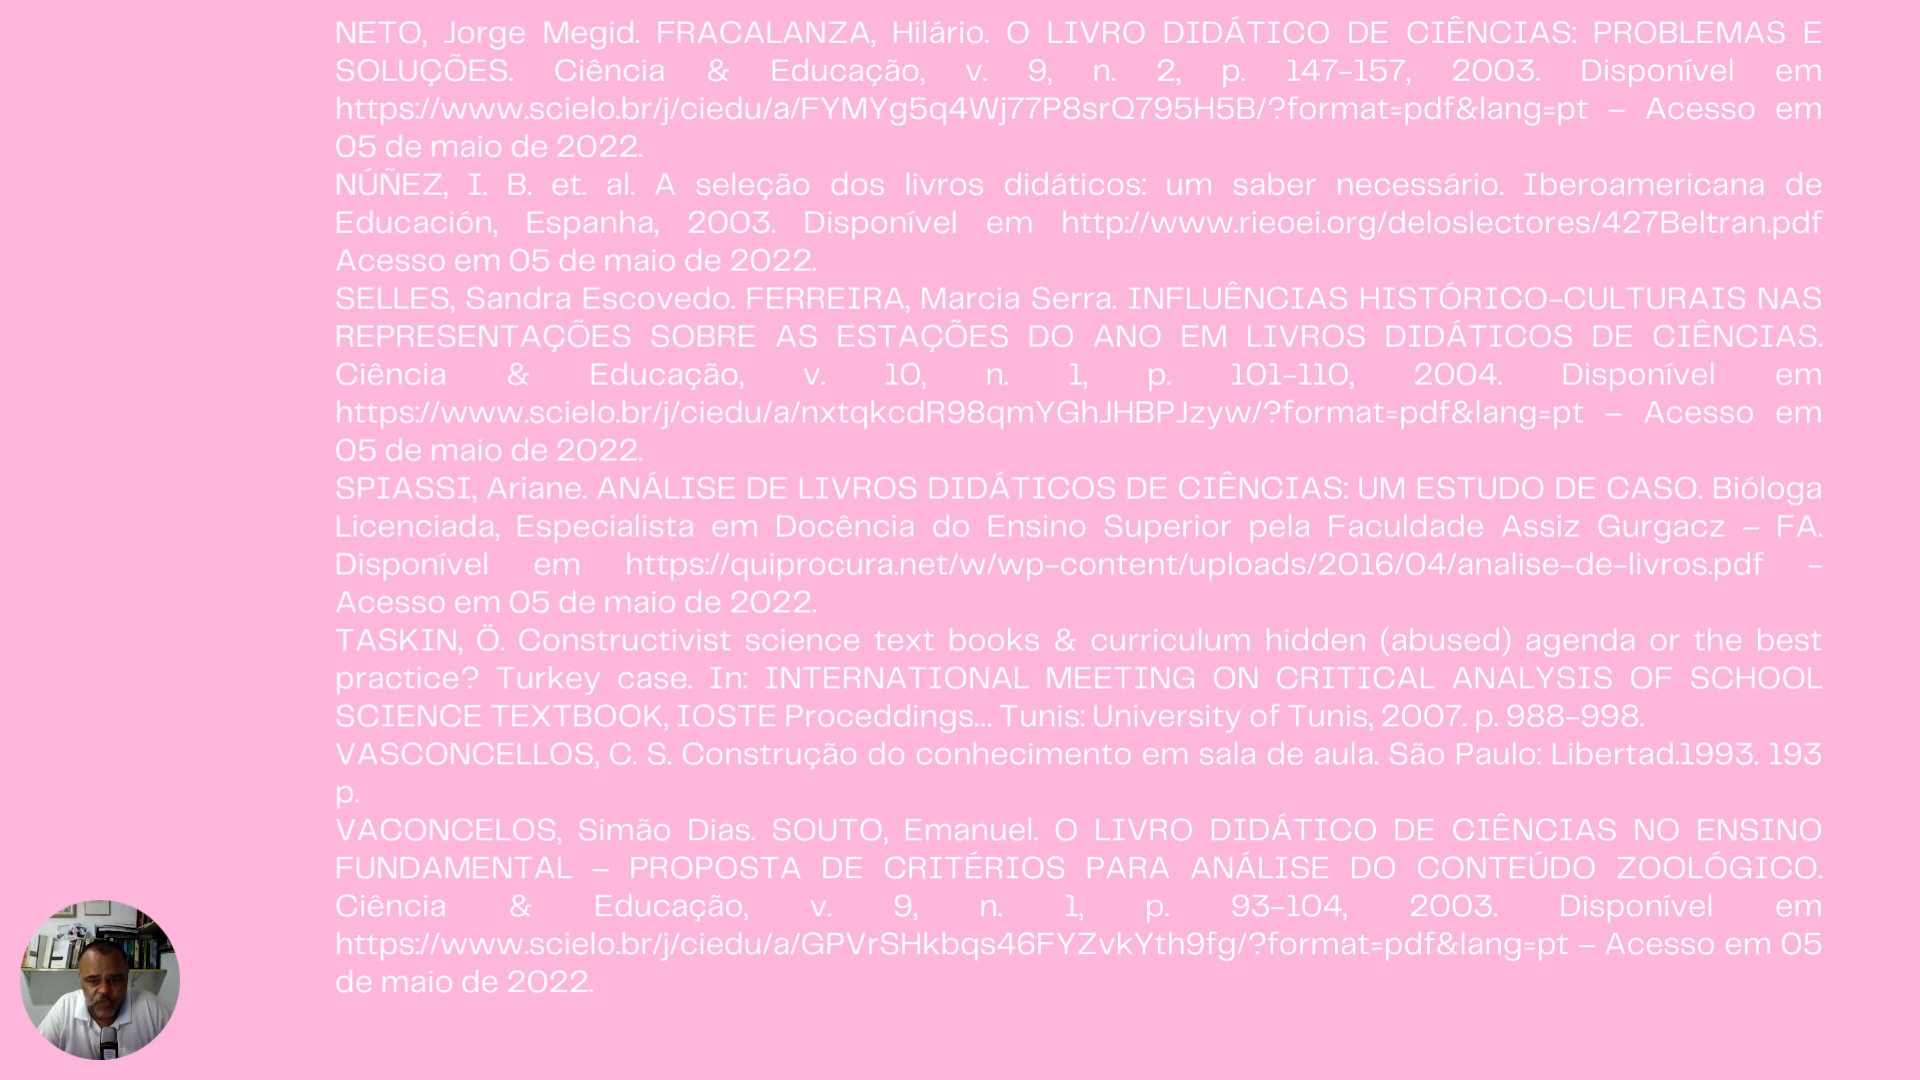 NETO, Jorge Megid. FRACALANZA, Hilário. O LIVRO DIDÁTICO DE CIÊNCIAS: PROBLEMAS E
SOLUÇÕES. Ciência & Educação, v. 9, n. 2, p. 147-157, 2003. Disponível em
https://www.scielo.br/j/ciedu/a/FYMYg5q4Wj77P8srQ795H5B/?format=pdf&lang=pt – Acesso em
05 de maio de 2022.
NÚÑEZ, I. B. et. al. A seleção dos livros didáticos: um saber necessário. Iberoamericana de
Educación, Espanha, 2003. Disponível em http://www.rieoei.org/deloslectores/427Beltran.pdf
Acesso em 05 de maio de 2022.
SELLES, Sandra Escovedo. FERREIRA, Marcia Serra. INFLUÊNCIAS HISTÓRICO-CULTURAIS NAS
REPRESENTAÇÕES SOBRE AS ESTAÇÕES DO ANO EM LIVROS DIDÁTICOS DE CIÊNCIAS.
Ciência & Educação, v. 10, n. 1, p. 101-110, 2004. Disponível em
https://www.scielo.br/j/ciedu/a/nxtqkcdR98qmYGhJHBPJzyw/?format=pdf&lang=pt – Acesso em
05 de maio de 2022.
SPIASSI, Ariane. ANÁLISE DE LIVROS DIDÁTICOS DE CIÊNCIAS: UM ESTUDO DE CASO. Bióloga
Licenciada, Especialista em Docência do Ensino Superior pela Faculdade Assiz Gurgacz – FA.
Disponível em https://quiprocura.net/w/wp-content/uploads/2016/04/analise-de-livros.pdf -
Acesso em 05 de maio de 2022.
TASKIN, Ö. Constructivist science text books & curriculum hidden (abused) agenda or the best
practice? Turkey case. In: INTERNATIONAL MEETING ON CRITICAL ANALYSIS OF SCHOOL
SCIENCE TEXTBOOK, IOSTE Proceddings... Tunis: University of Tunis, 2007. p. 988-998.
VASCONCELLOS, C. S. Construção do conhecimento em sala de aula. São Paulo: Libertad.1993. 193
p.
VACONCELOS, Simão Dias. SOUTO, Emanuel. O LIVRO DIDÁTICO DE CIÊNCIAS NO ENSINO
FUNDAMENTAL – PROPOSTA DE CRITÉRIOS PARA ANÁLISE DO CONTEÚDO ZOOLÓGICO.
Ciência & Educação, v. 9, n. 1, p. 93-104, 2003. Disponível em
https://www.scielo.br/j/ciedu/a/GPVrSHkbqs46FYZvkYth9fg/?format=pdf&lang=pt – Acesso em 05
de maio de 2022.